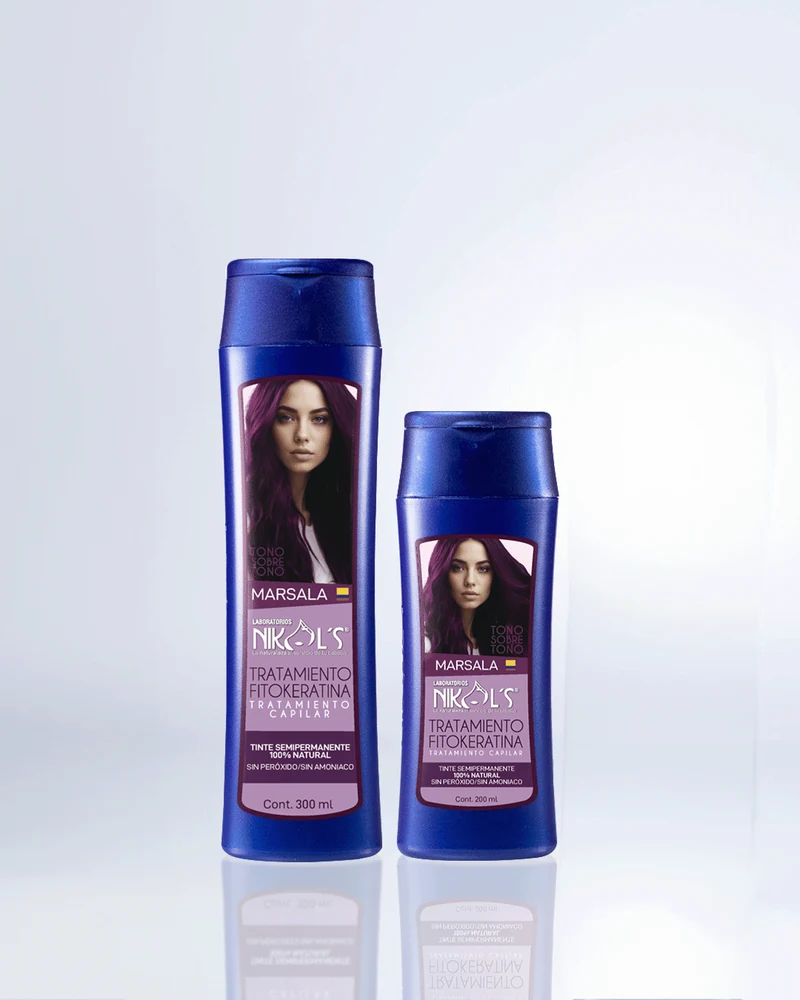 TONO
SOBRE
TONO
MARSALA
LABORATORIOS
NIKOL'S®
TRATAMIENTO
FITOKERATINA
TRATAMIENTO
CAPILAR
TINTE SEMIPERMANENTE
100% NATURAL
SIN PERÓXIDO/SIN AMONIACO
Cont. 300 ml
TONO
SOBRE
TONO
MARSALA
LABORATORIOS
NIKOL'S®
TRATAMIENTO
FITOKERATINA
TRATAMIENTO CAPILAR
TINTE SEMIPERMANENTE
100% NATURAL
SIN PERÓXIDO/SIN AMONIACO
Cont. 200 ml